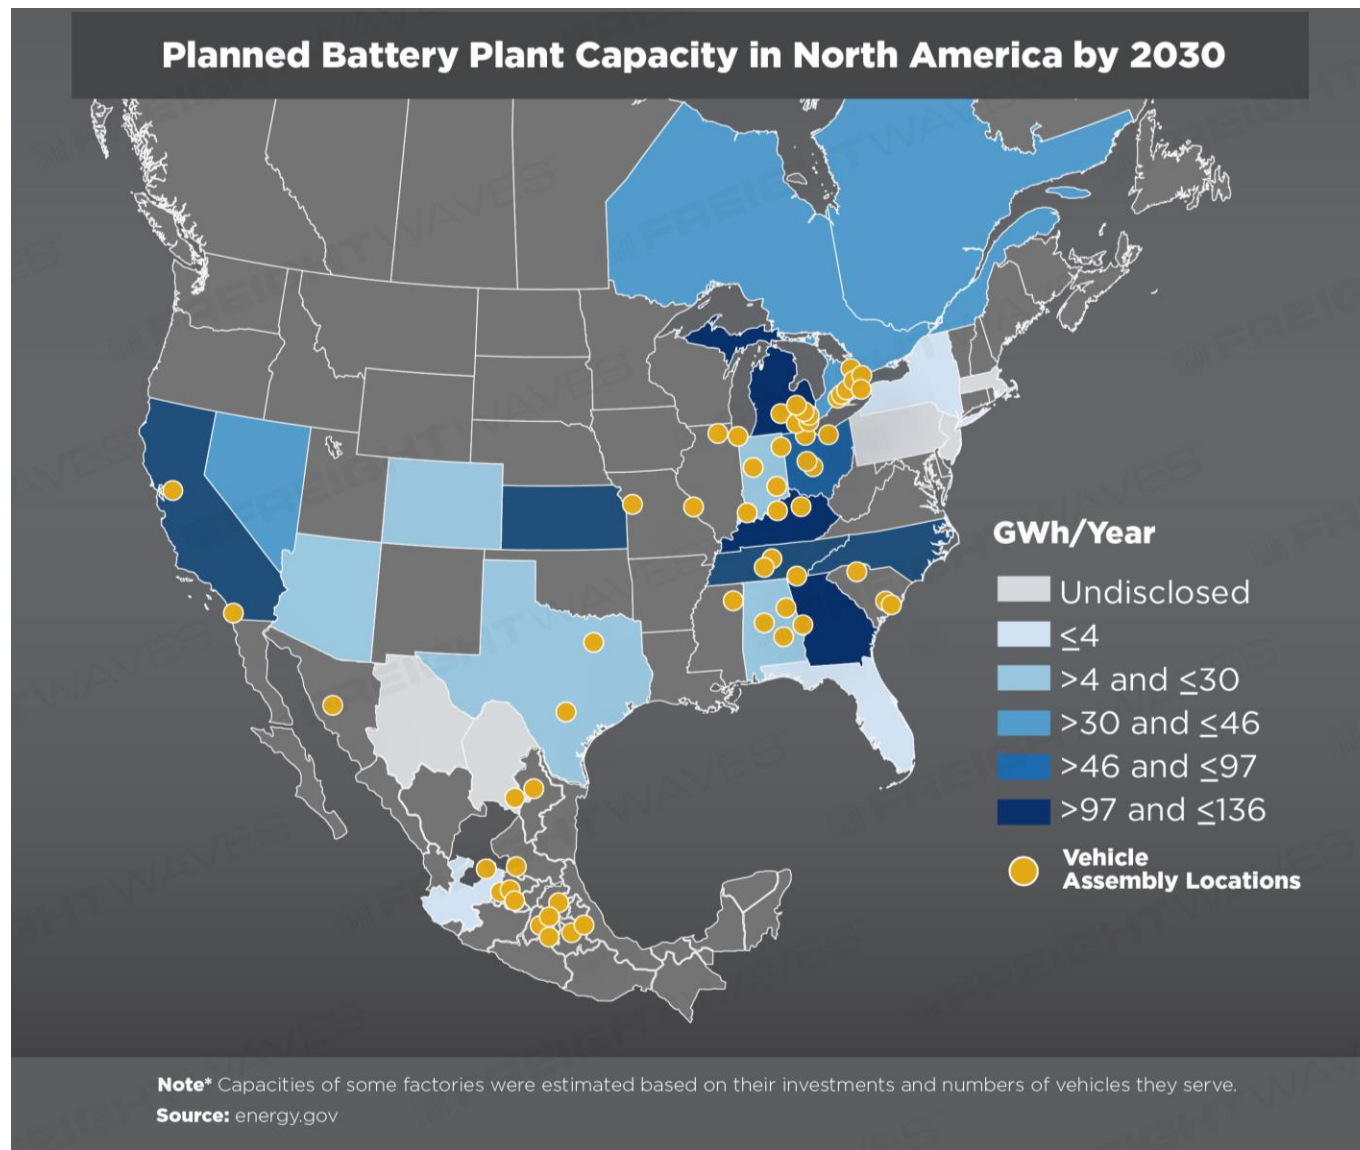 Planned Battery Plant Capacity in North America by 2030
GWh/Year
Undisclosed
≤4
>4 and ≤30
>30 and ≤46
>46 and ≤97
>97 and ≤136
Vehicle
Assembly Locations
Note* Capacities of some factories were estimated based on their investments and numbers of vehicles they serve.
Source: energy.gov
FREIGHTWAVES